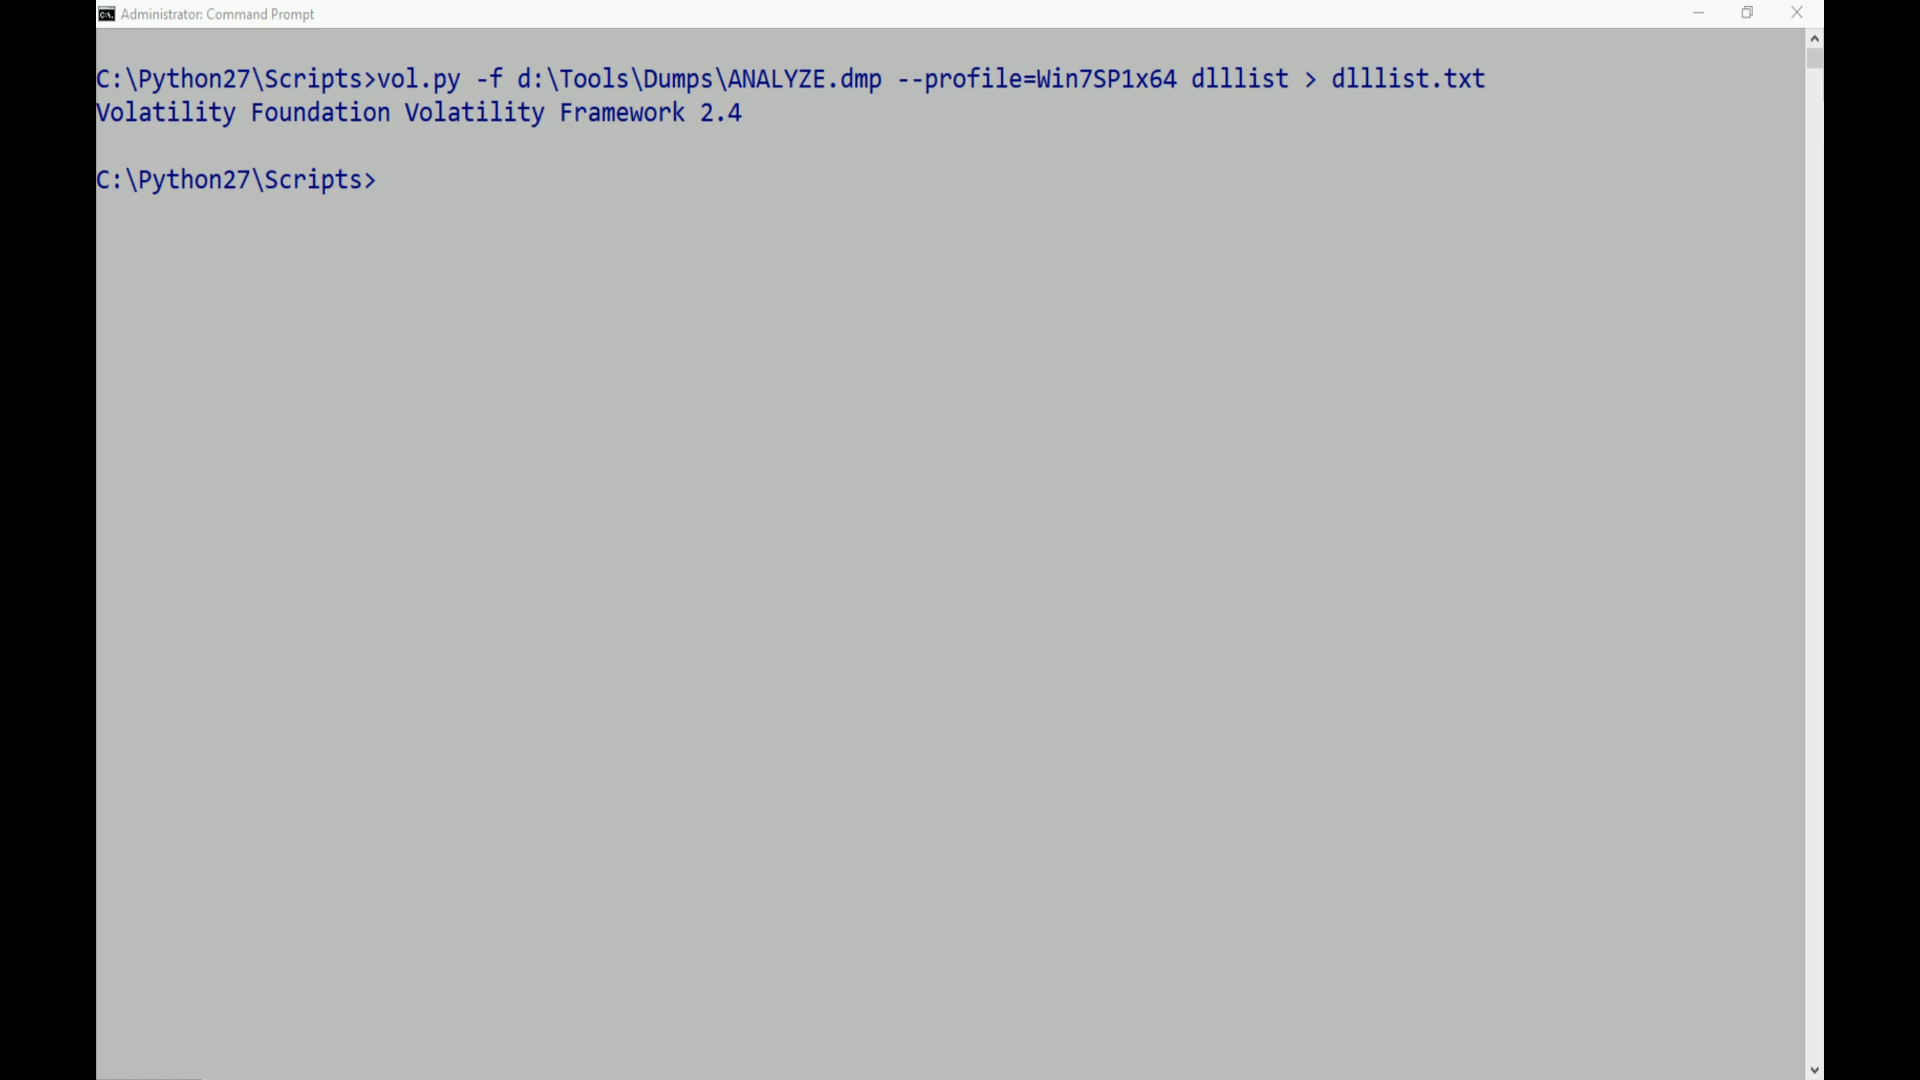 Administrator: Command Prompt
C:\Python27\Scripts>vol.py -f d:\Tools\Dumps\ANALYZE.dmp --profile=Win7SP1x64 dlllist > dlllist.txt
Volatility Foundation Volatility Framework 2.4
C:\Python27\Scripts>